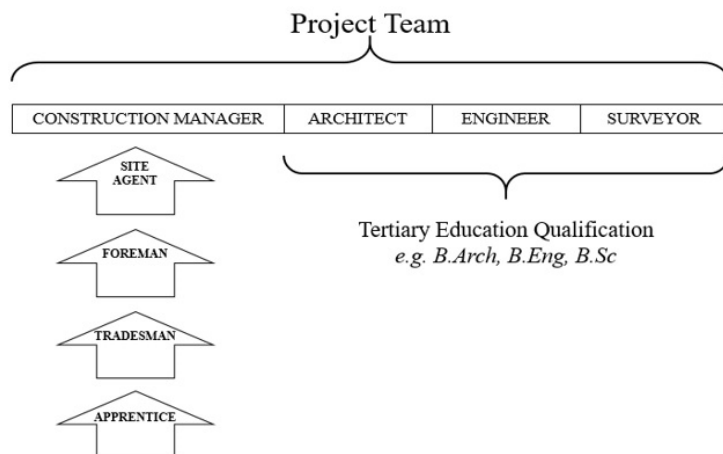 Project Team
CONSTRUCTION MANAGER ARCHITECT ENGINEER SURVEYOR
SITE
AGENT
FOREMAN
TRADESMAN
APPRENTICE
Tertiary Education Qualification
e.g. B.Arch, B.Eng, B.Sc